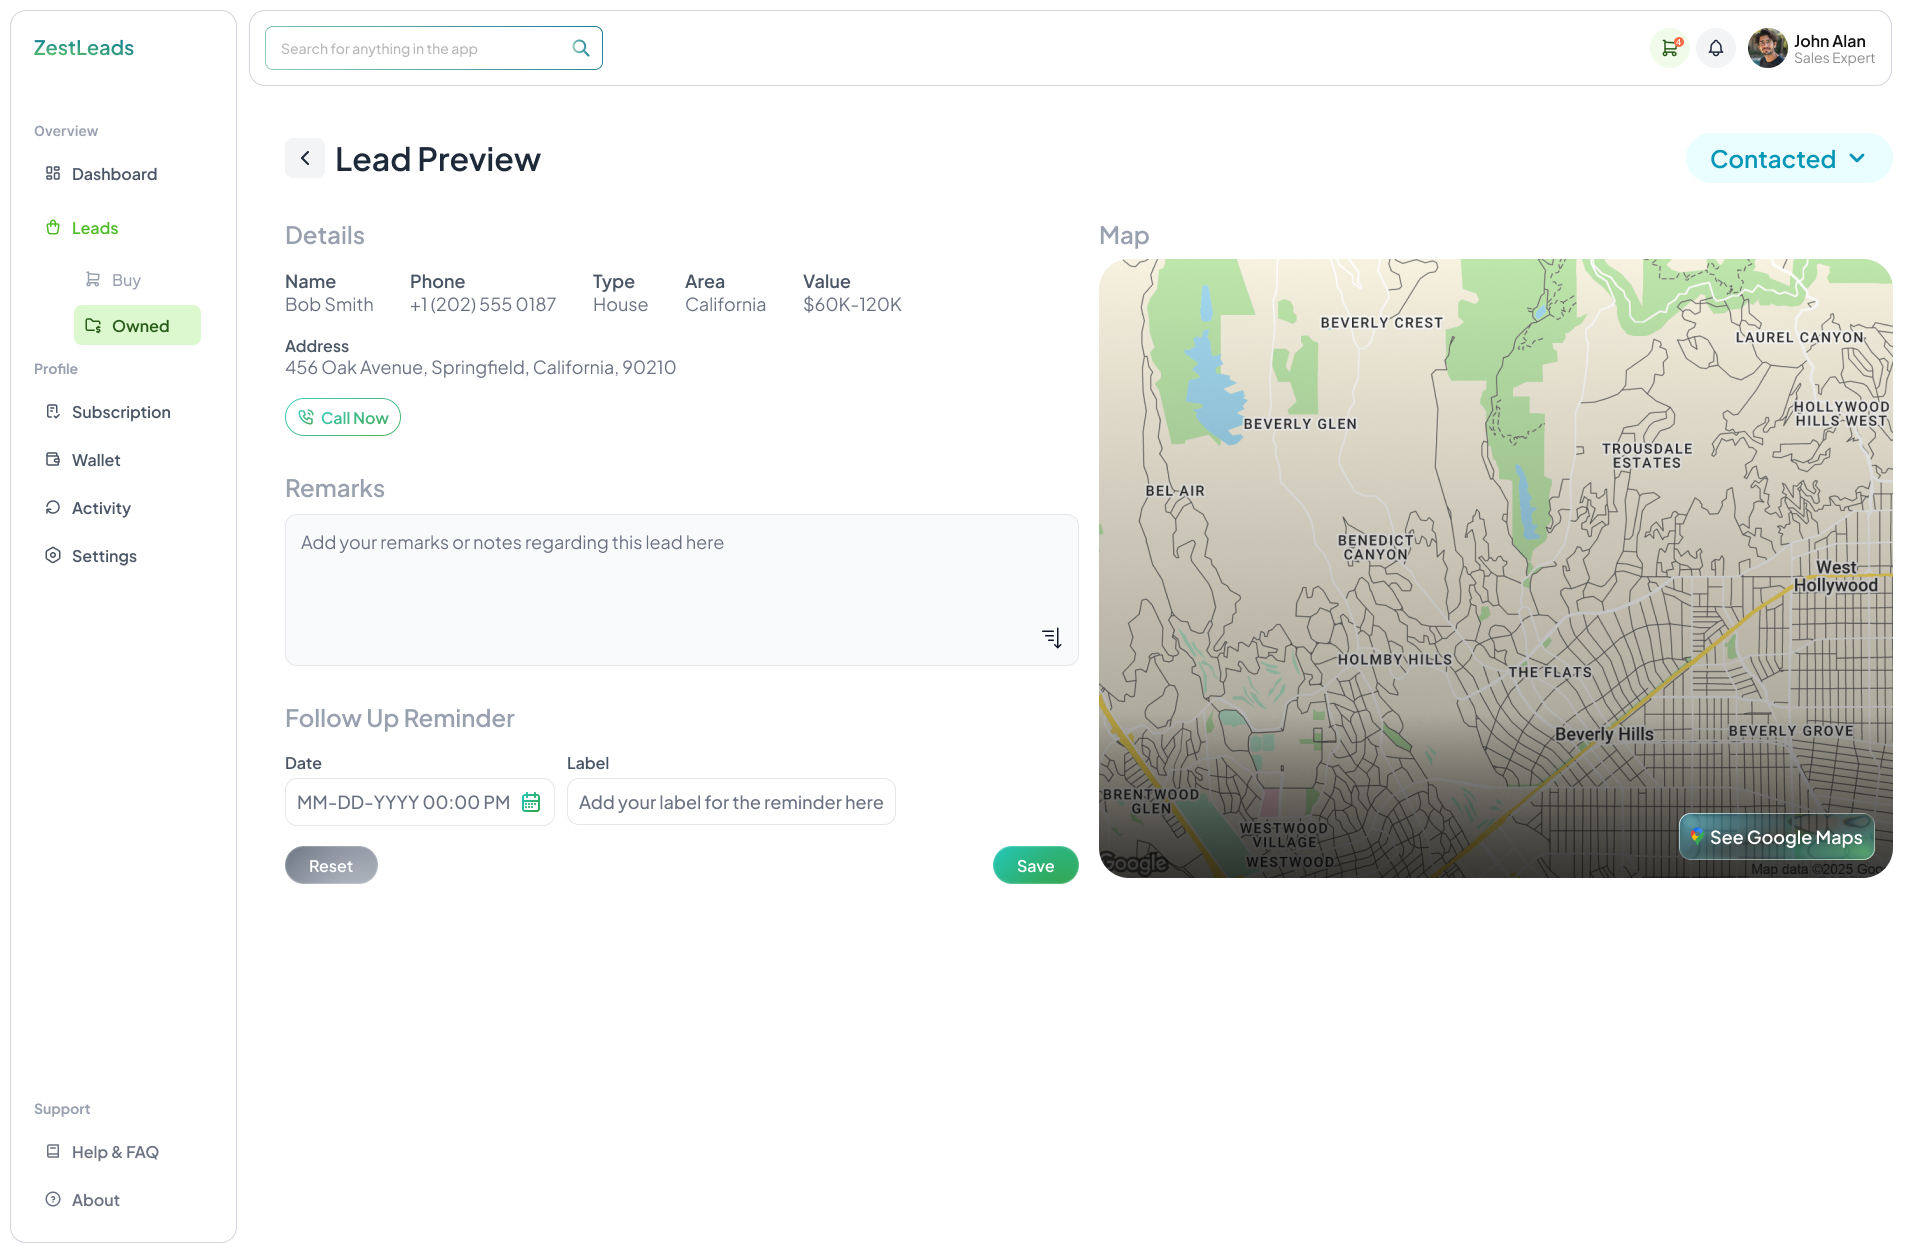 ZestLeads
Search for anything in the app
4
John Alan
Sales Expert
Overview
Dashboard
Leads
Buy
Owned
Profile
Subscription
Wallet
Activity
Settings
Support
Help & FAQ
About
Lead Preview
Contacted
Details
Name
Bob Smith
Phone
+1 (202) 555 0187
Type
House
Area
California
Value
$60K-120K
Address
456 Oak Avenue, Springfield, California, 90210
Call Now
Remarks
Add your remarks or notes regarding this lead here
Follow Up Reminder
Date
MM-DD-YYYY 00:00 PM
Label
Add your label for the reminder here
Reset
Save
Map
BEVERLY CREST
LAUREL CANYON
HOLLYWOOD
HILLS WEST
BEVERLY GLEN
TROUSDALE
ESTATES
BEL AIR
BENEDICT
CANYON
West
Hollywood
HOLMBY HILLS
THE FLATS
Beverly Hills
BEVERLY GROVE
BRENTWOOD
GLEN
WESTWOOD
VILLAGE
WESTWOOD
See Google Maps
Google
Map data ©2025 Goo